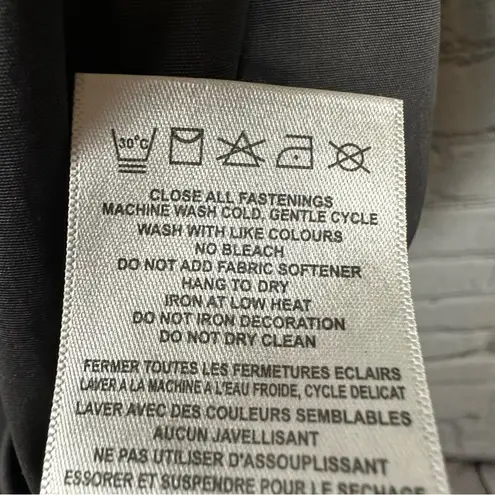 30°C
CLOSE ALL FASTENINGS
MACHINE WASH COLD, GENTLE CYCLE
WASH WITH LIKE COLOURS
NO BLEACH
DO NOT ADD FABRIC SOFTENER
HANG TO DRY
IRON AT LOW HEAT
DO NOT IRON DECORATION
DO NOT DRY CLEAN
FERMER TOUTES LES FERMETURES ECLAIRS
LAVER A LA MACHINE A L'EAU FROIDE, CYCLE DELICAT
LAVER AVEC DES COULEURS SEMBLABLES
AUCUN JAVELLISANT
NE PAS UTILISER D'ASSOUPLISSANT
ESSORER ET SUSPENDRE POUR LE SECHAGE